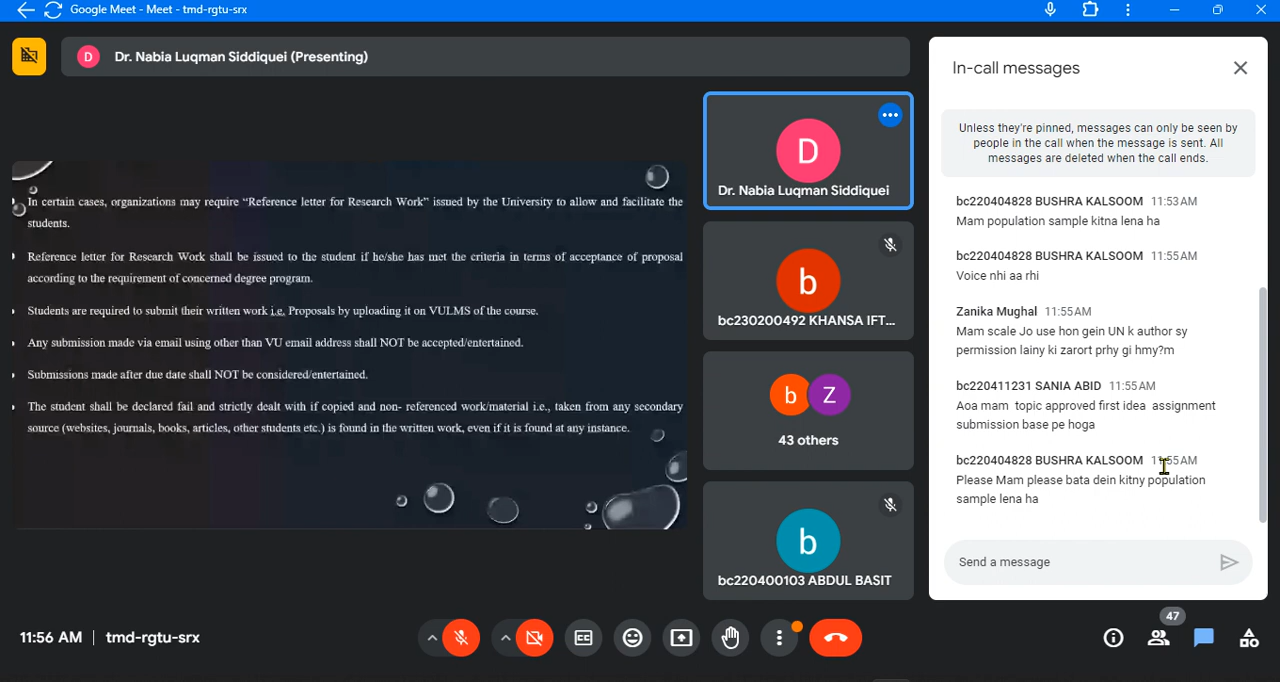 Google Meet - Meet - tmd-rgtu-srx
D Dr. Nabia Luqman Siddiquei (Presenting)
In certain cases, organizations may require “Reference letter for Research Work” issued by the University to allow and facilitate the
students.
Reference letter for Research Work shall be issued to the student if he/she has met the criteria in terms of acceptance of proposal
according to the requirement of concerned degree program.
Students are required to submit their written work i.e. Proposals by uploading it on VULMS of the course.
Any submission made via email using other than VU email address shall NOT be accepted/entertained.
Submissions made after due date shall NOT be considered/entertained.
The student shall be declared fail and strictly dealt with if copied and non- referenced work/material i.e., taken from any secondary
source (websites, journals, books, articles, other students etc.) is found in the written work, even if it is found at any instance.
D
Dr. Nabia Luqman Siddiquei
b
bc230200492 KHANSA IFT...
b Z
43 others
b
bc220400103 ABDUL BASIT
In-call messages
Unless they're pinned, messages can only be seen by
people in the call when the message is sent. All
messages are deleted when the call ends.
bc220404828 BUSHRA KALSOOM 11:53 AM
Mam population sample kitna lena ha
bc220404828 BUSHRA KALSOOM 11:55 AM
Voice nhi aa rhi
Zanika Mughal 11:55 AM
Mam scale Jo use hon gein UN k author sy
permission lainy ki zarort prhy gi hmy?m
bc220411231 SANIA ABID 11:55 AM
Aoa mam topic approved first idea assignment
submission base pe hoga
bc220404828 BUSHRA KALSOOM 11:55 AM
Please Mam please bata dein kitny population
sample lena ha
Send a message
11:56 AM | tmd-rgtu-srx
47